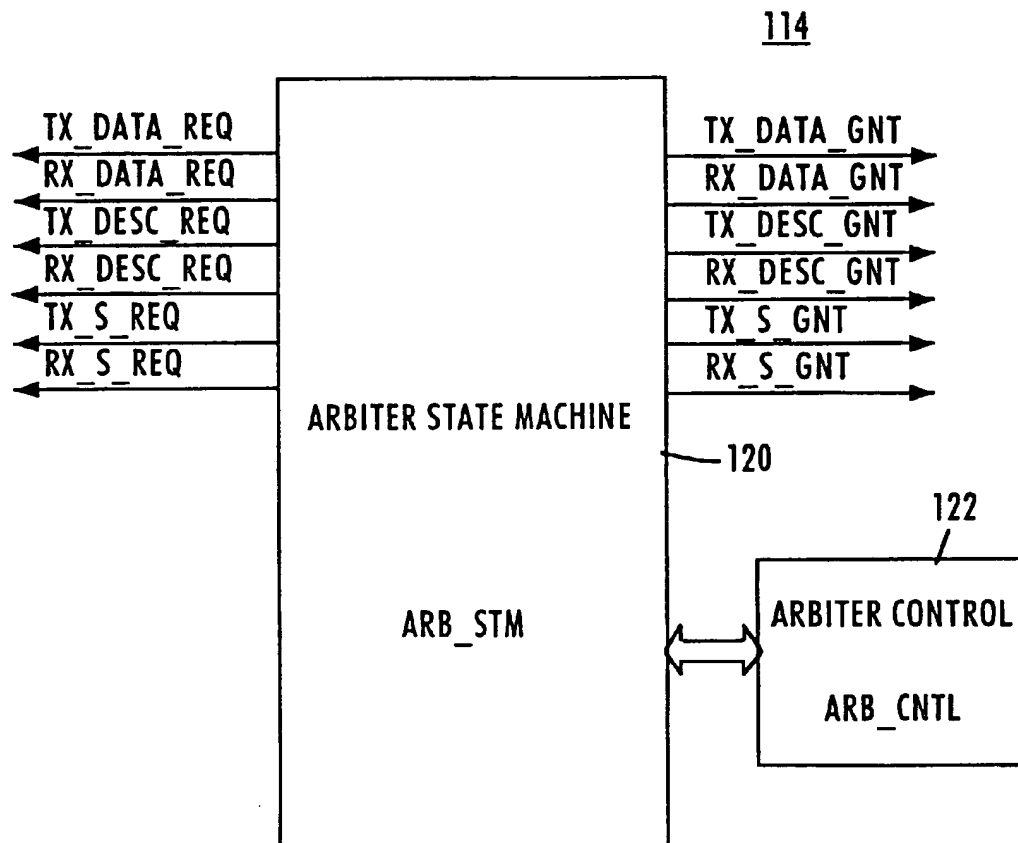 114
TX_DATA_REQ
RX_DATA_REQ
TX_DESC_REQ
RX_DESC_REQ
TX_S_REQ
RX_S_REQ
TX_DATA_GNT
RX_DATA_GNT
TX_DESC_GNT
RX_DESC_GNT
TX_S_GNT
RX_S_GNT
ARBITER STATE MACHINE
120
ARB_STM
122
ARBITER CONTROL
ARB_CNTL